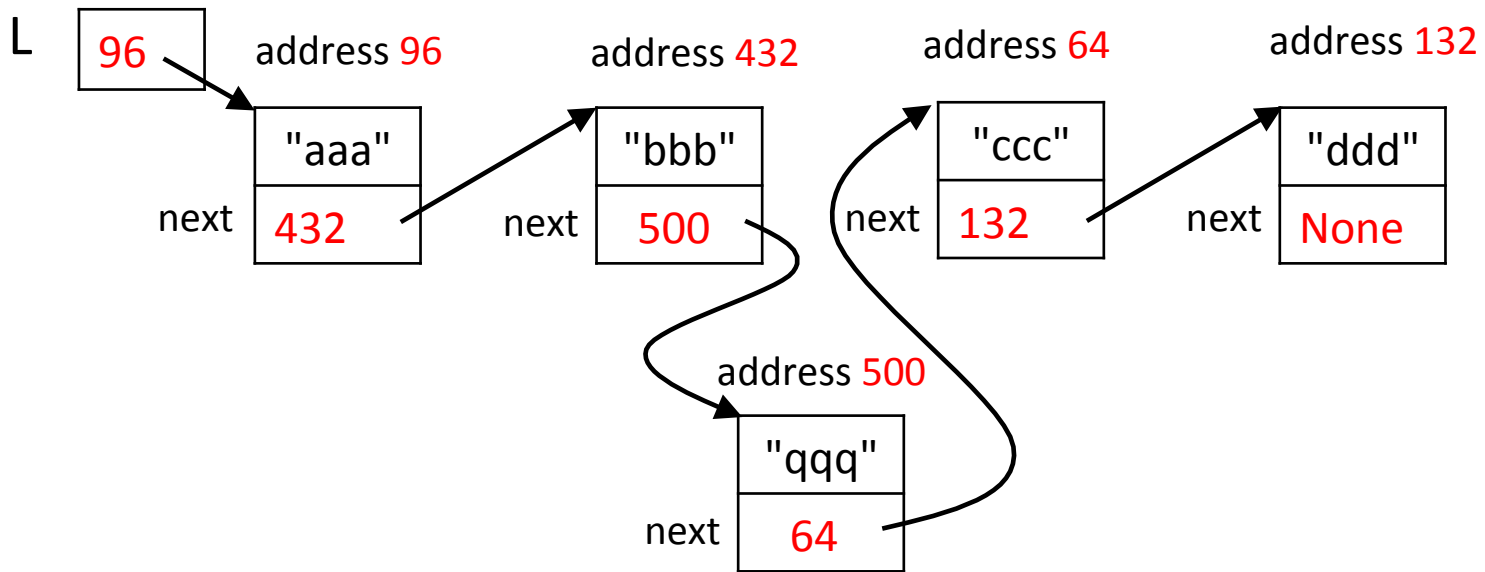 L
96
address 96
address 432
address 64
address 132
"aaa"
"bbb"
"ccc"
"ddd"
next 432
next 500
next 132
next None
address 500
"qqq"
next 64